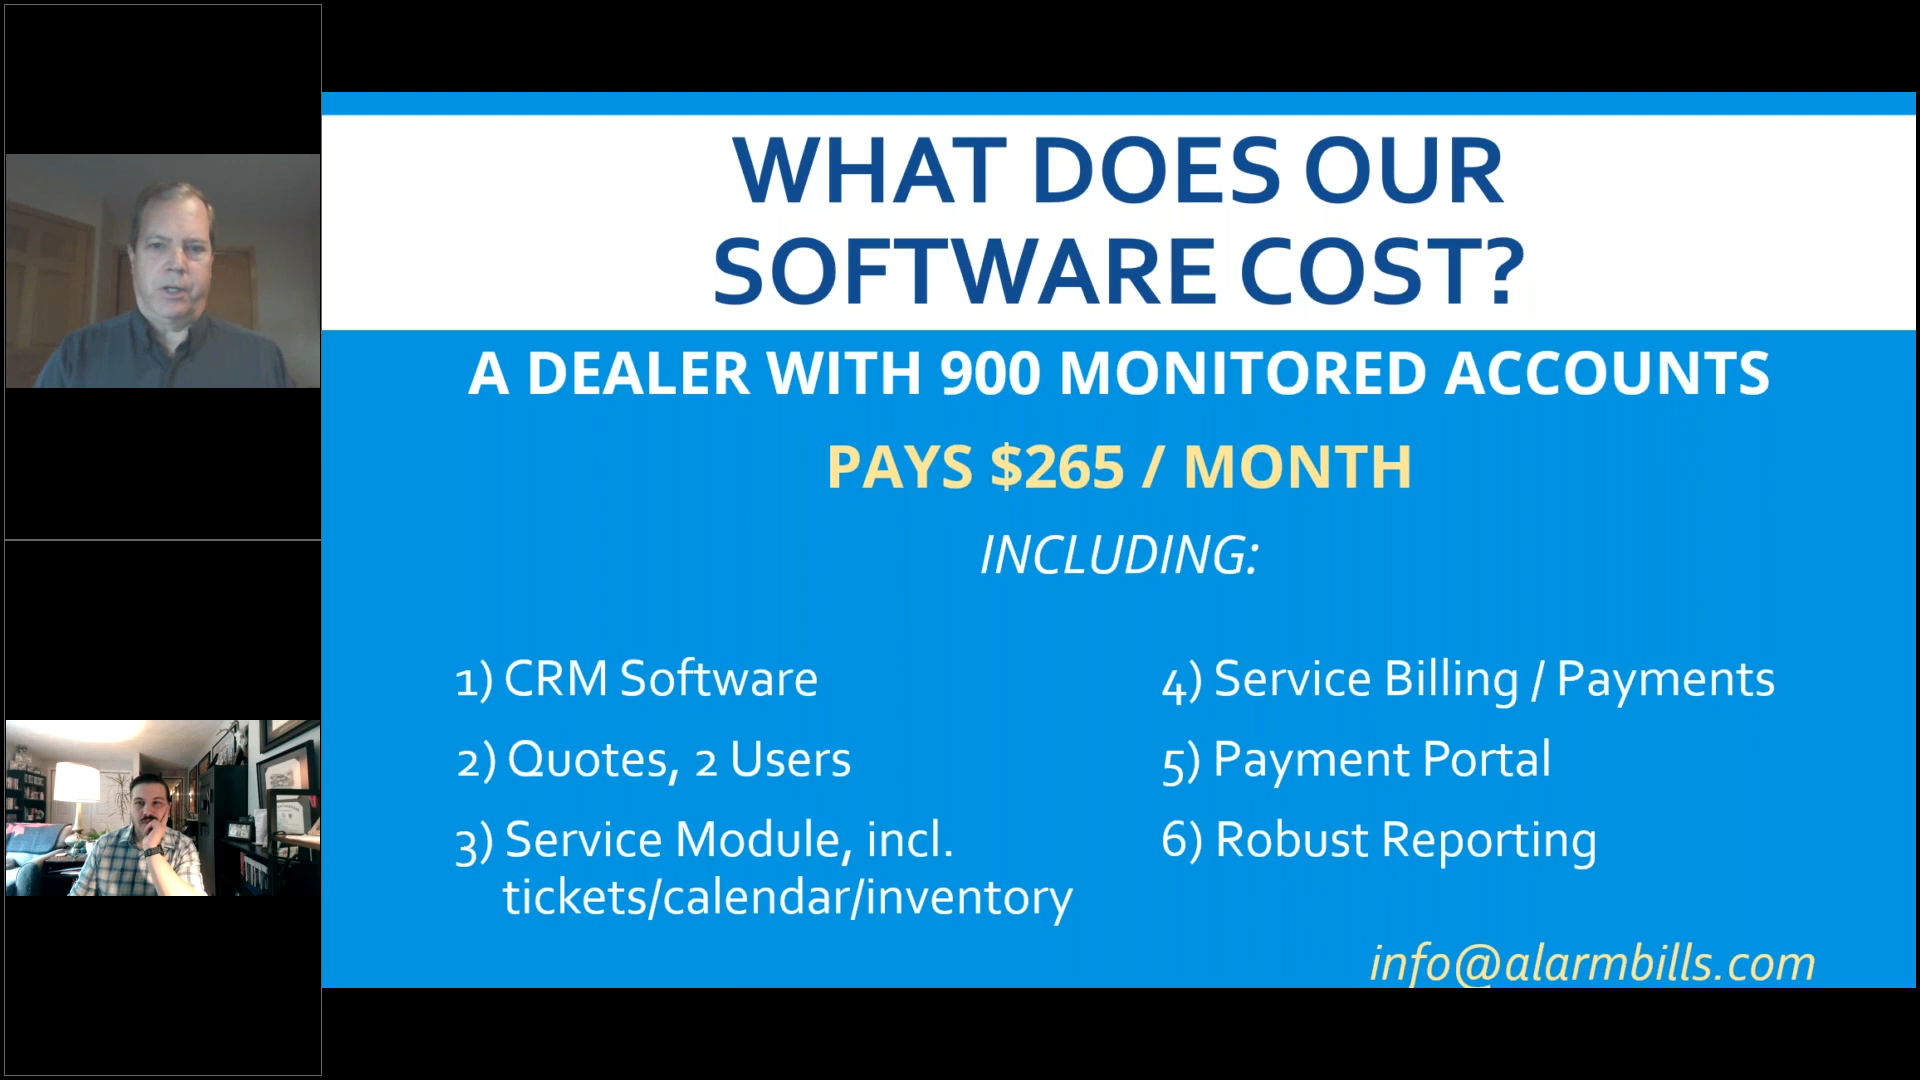 WHAT DOES OUR
SOFTWARE COST?
A DEALER WITH 900 MONITORED ACCOUNTS
PAYS $265 / MONTH
INCLUDING:
1) CRM Software
2) Quotes, 2 Users
3) Service Module, incl.
tickets/calendar/inventory
4) Service Billing / Payments
5) Payment Portal
6) Robust Reporting
info@alarmbills.com